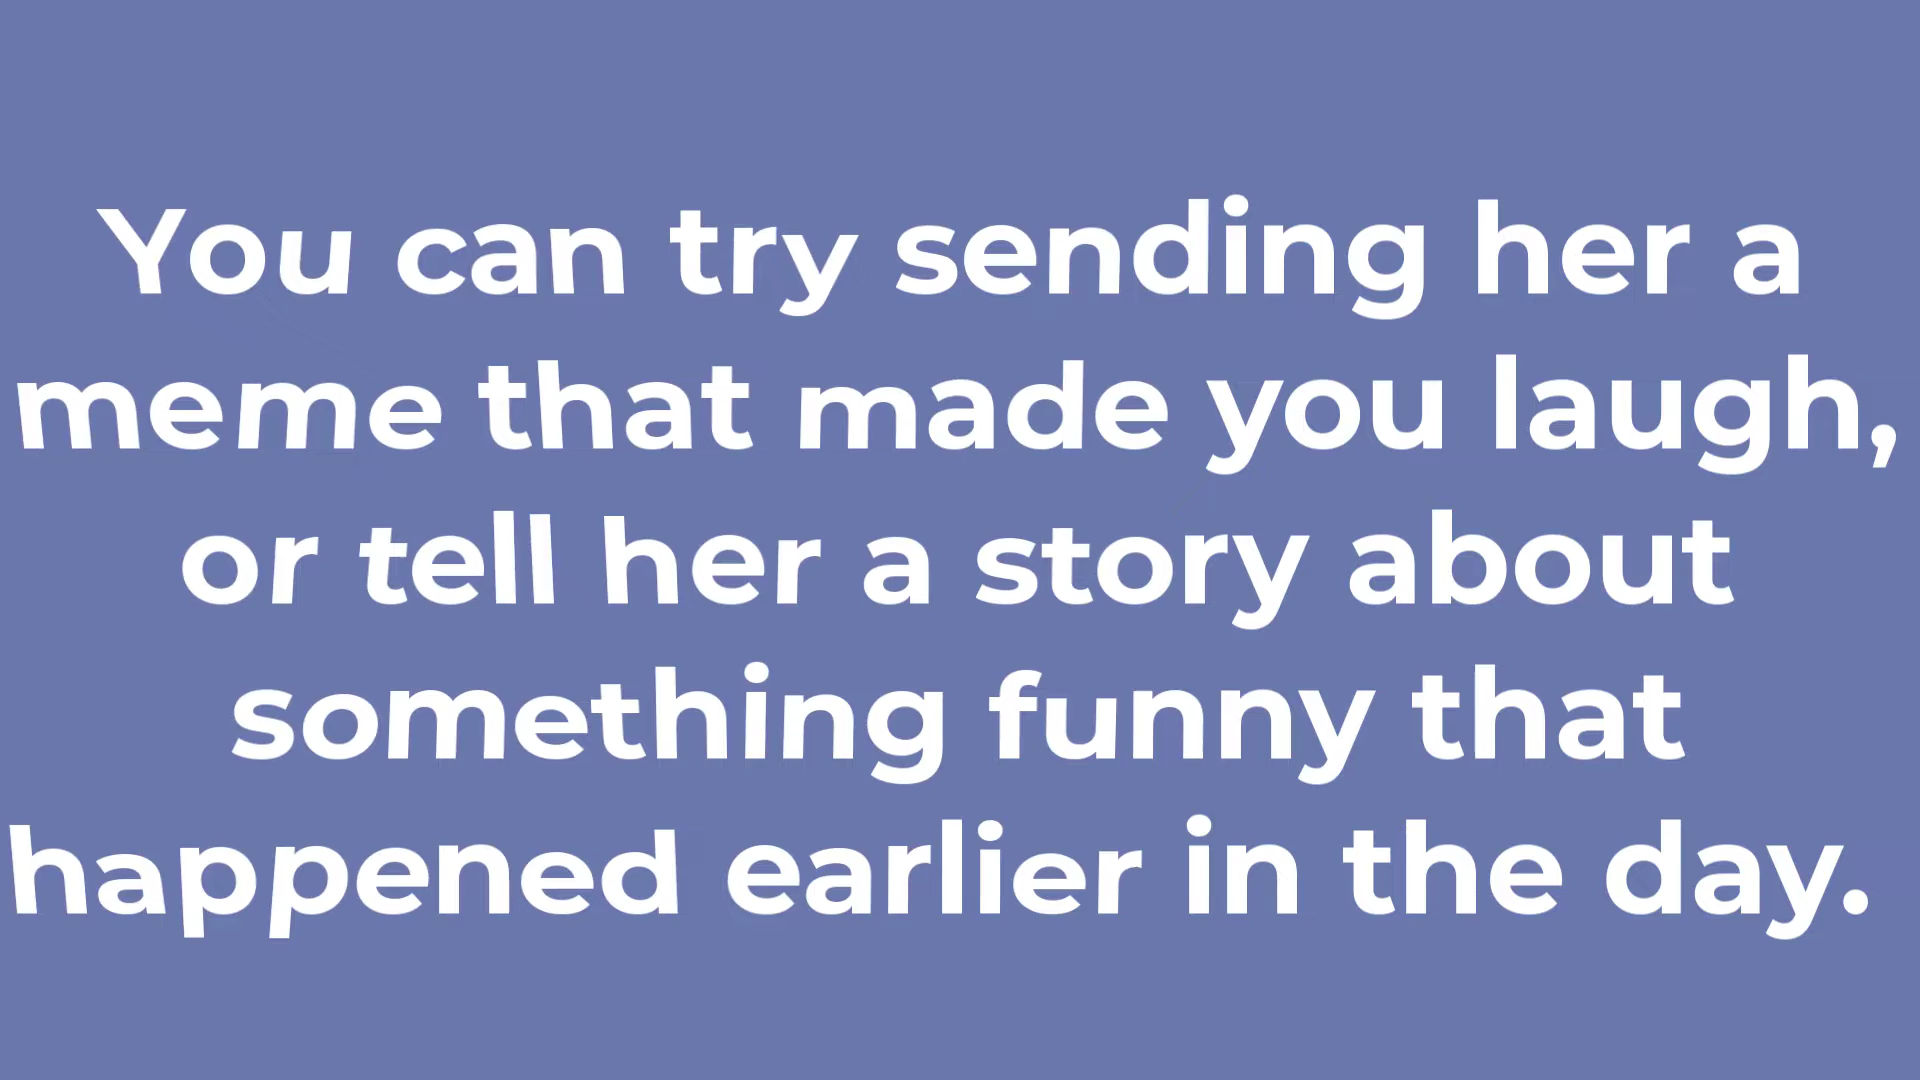 You can try sending her a
meme that made you laugh,
or tell her a story about
something funny that
happened earlier in the day.